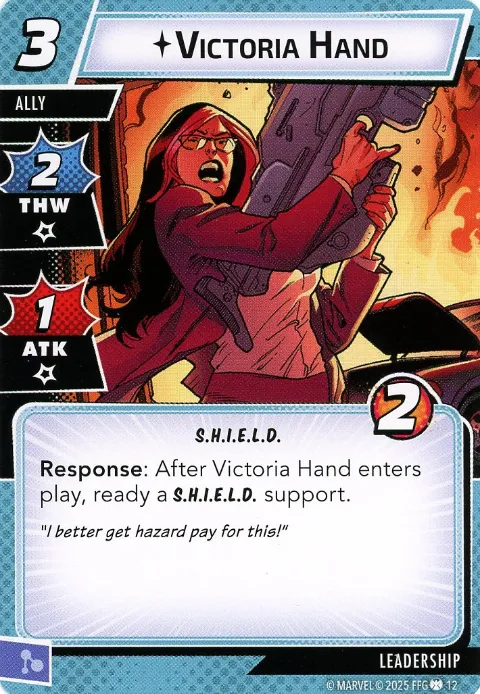 3
VICTORIA HAND
ALLY
2
THW
1
ATK
2
S.H.I.E.L.D.
Response: After Victoria Hand enters
play, ready a S.H.I.E.L.D. support.
"I better get hazard pay for this!"
LEADERSHIP
© MARVEL © 2025 FFG 12